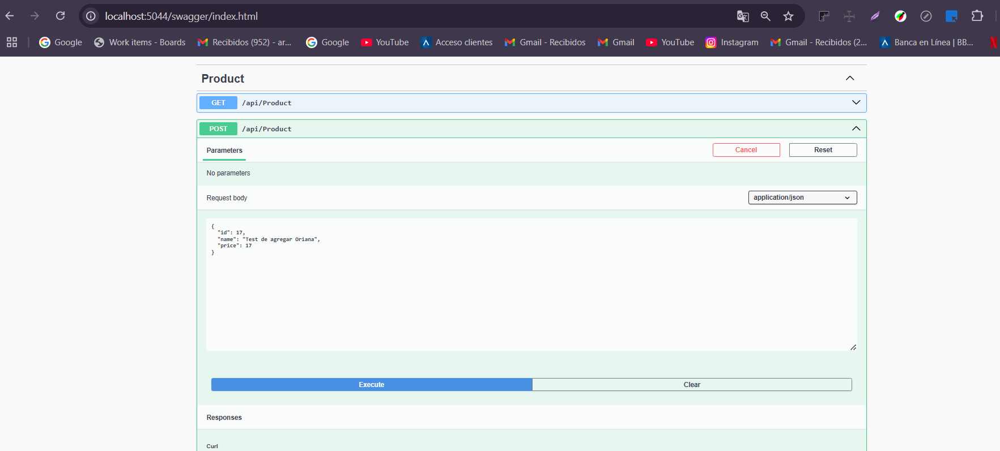 localhost:5044/swagger/index.html
Google
Work items - Boards
Recibidos (952) - ar...
Google
YouTube
Acceso clientes
Gmail - Recibidos
Gmail
YouTube
Instagram
Gmail - Recibidos (2...
Banca en Línea | BB...
Product
GET /api/Product
POST /api/Product
Parameters
Cancel
Reset
No parameters
Request body
application/json
{
"id": 17,
"name": "Test de agregar Oriana",
"price": 17
}
Execute
Clear
Responses
Curl